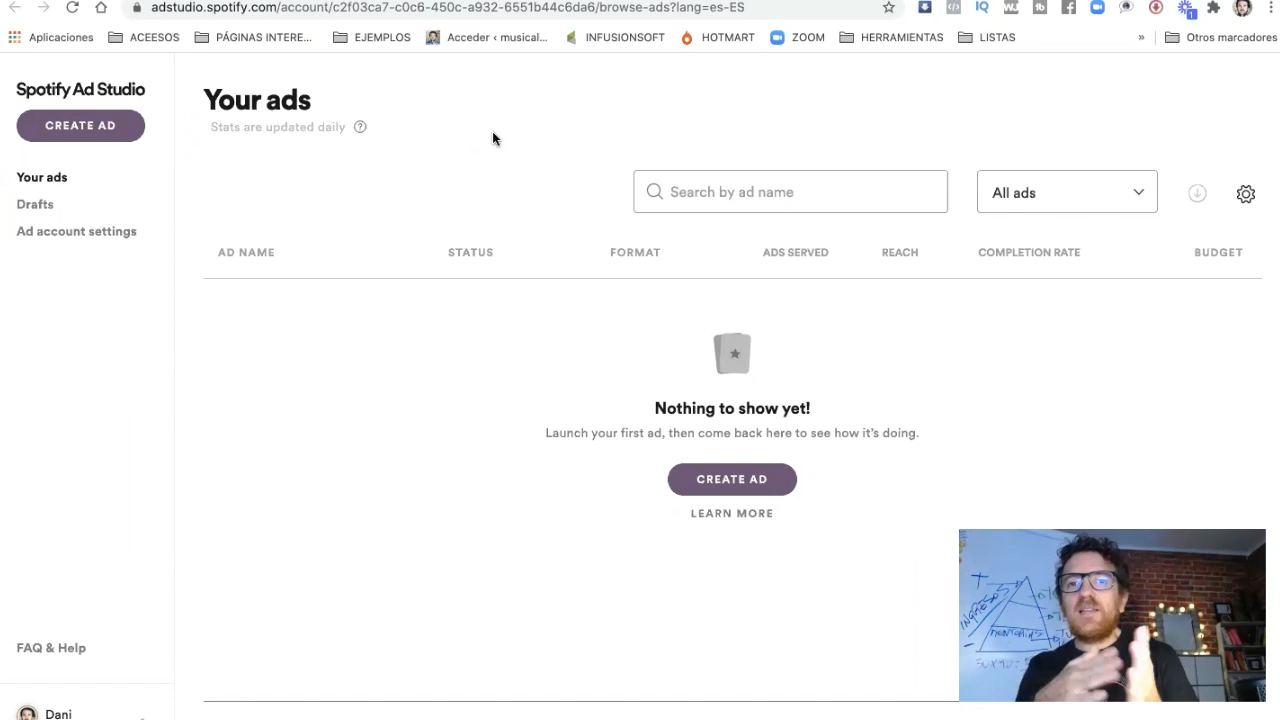 adstudio.spotify.com/account/c2f03ca7-c0c6-450c-a932-6551b44c6da6/browse-ads?lang=es-ES
Aplicaciones ACEESOS PÁGINAS INTERE... EJEMPLOS Acceder ‹ musical... INFUSIONSOFT HOTMART ZOOM HERRAMIENTAS LISTAS » Otros marcadores
Spotify Ad Studio
CREATE AD
Your ads
Drafts
Ad account settings
FAQ & Help
Dani
Your ads
Stats are updated daily
Search by ad name
All ads
AD NAME STATUS FORMAT ADS SERVED REACH COMPLETION RATE BUDGET
Nothing to show yet!
Launch your first ad, then come back here to see how it's doing.
CREATE AD
LEARN MORE
INGRESOS
MENTORIAS